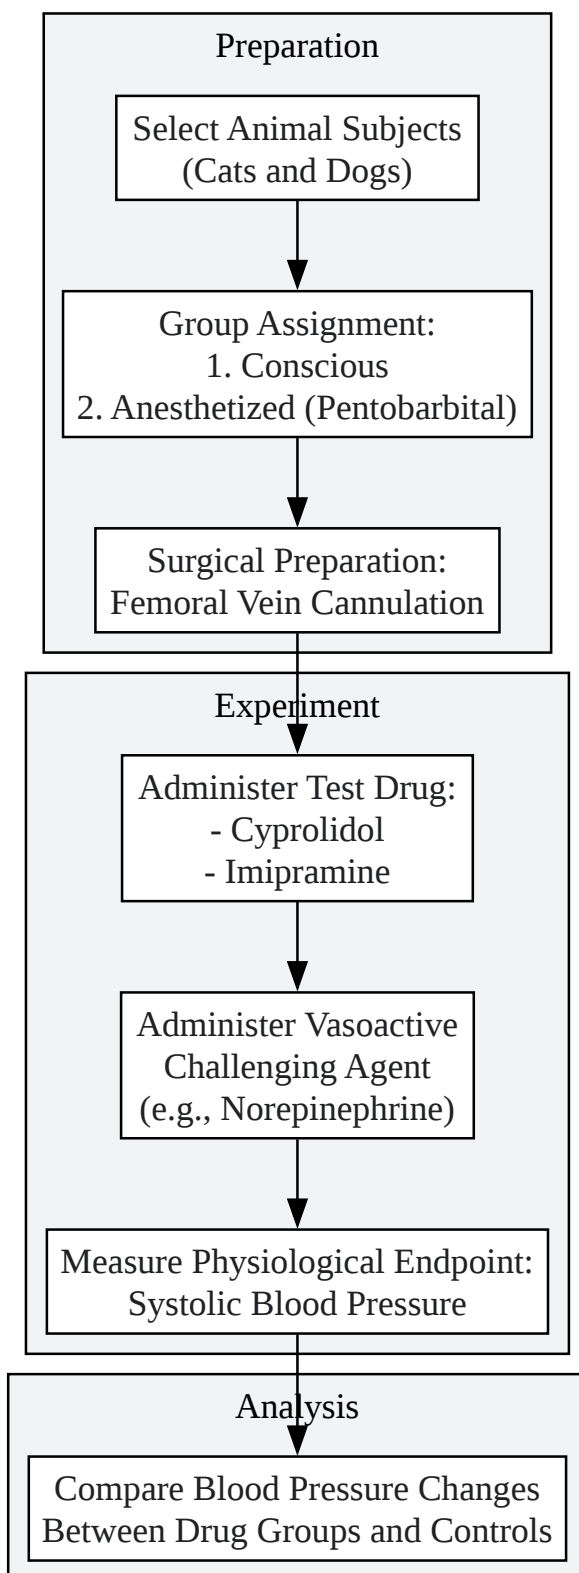 Preparation
Select Animal Subjects
(Cats and Dogs)
Group Assignment:
1. Conscious
2. Anesthetized (Pentobarbital)
Surgical Preparation:
Femoral Vein Cannulation
Experiment
Administer Test Drug:
- Cyprolidol
- Imipramine
Administer Vasoactive
Challenging Agent
(e.g., Norepinephrine)
Measure Physiological Endpoint:
Systolic Blood Pressure
Analysis
Compare Blood Pressure Changes
Between Drug Groups and Controls